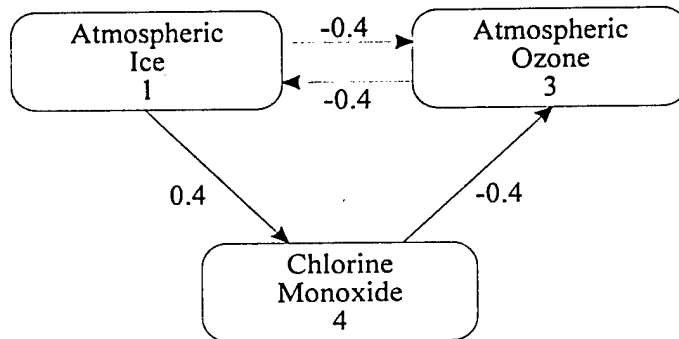 Atmospheric
Ice
1
-0.4
-0.4
Atmospheric
Ozone
3
0.4
-0.4
Chlorine
Monoxide
4